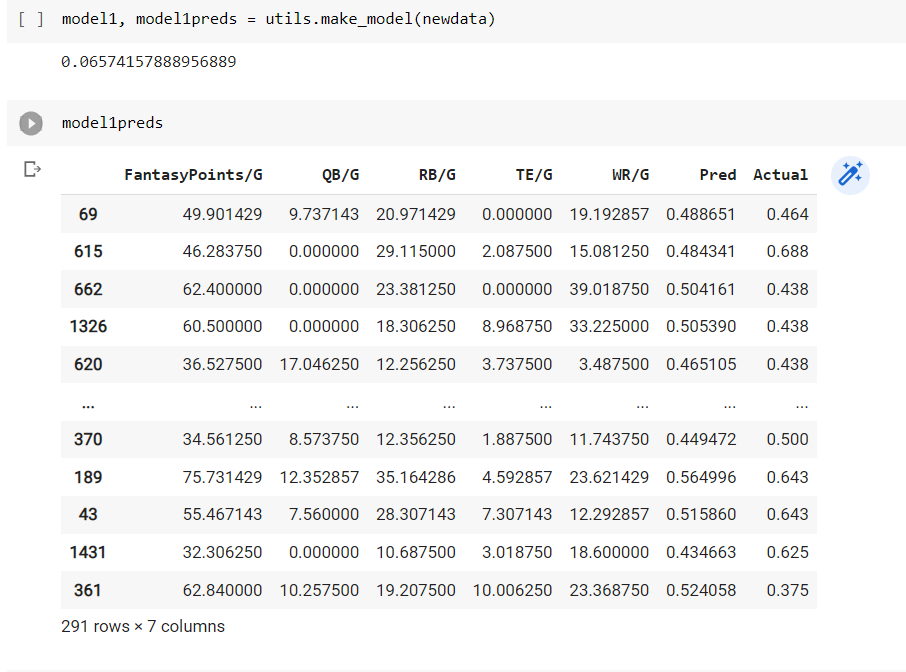 [ ] model1, model1preds = utils.make_model(newdata)
0.06574157888956889
model1preds
FantasyPoints/G QB/G RB/G TE/G WR/G Pred Actual
69 49.901429 9.737143 20.971429 0.000000 19.192857 0.488651 0.464
615 46.283750 0.000000 29.115000 2.087500 15.081250 0.484341 0.688
662 62.400000 0.000000 23.381250 0.000000 39.018750 0.504161 0.438
1326 60.500000 0.000000 18.306250 8.968750 33.225000 0.505390 0.438
620 36.527500 17.046250 12.256250 3.737500 3.487500 0.465105 0.438
... ... ... ... ... ... ... ...
370 34.561250 8.573750 12.356250 1.887500 11.743750 0.449472 0.500
189 75.731429 12.352857 35.164286 4.592857 23.621429 0.564996 0.643
43 55.467143 7.560000 28.307143 7.307143 12.292857 0.515860 0.643
1431 32.306250 0.000000 10.687500 3.018750 18.600000 0.434663 0.625
361 62.840000 10.257500 19.207500 10.006250 23.368750 0.524058 0.375
291 rows × 7 columns